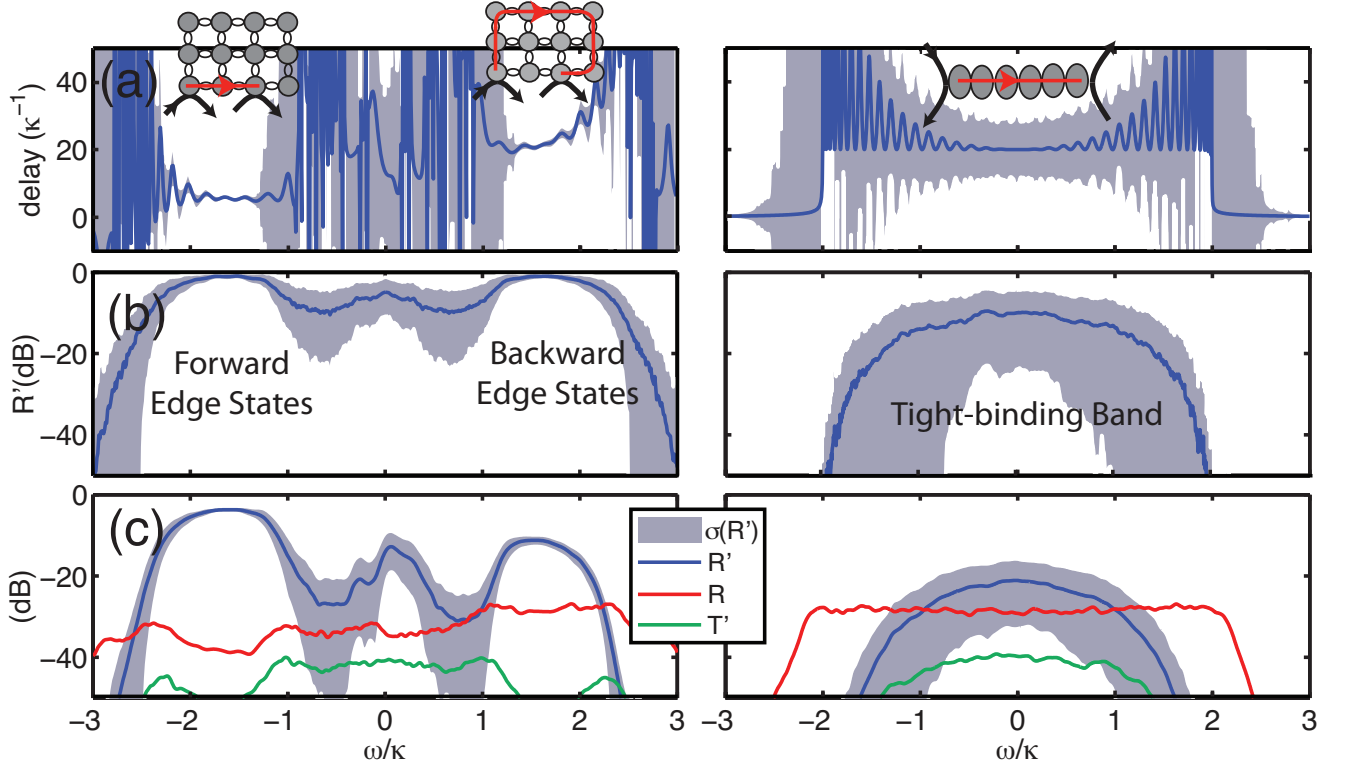 (a)
delay (κ⁻¹)
40
20
0
(b)
R'(dB)
0
−20
−40
Forward
Edge States
Backward
Edge States
Tight-binding Band
(c)
(dB)
0
−20
−40
σ(R')
R'
R
T'
−3 −2 −1 0 1 2 3
−3 −2 −1 0 1 2 3
ω/κ
ω/κ